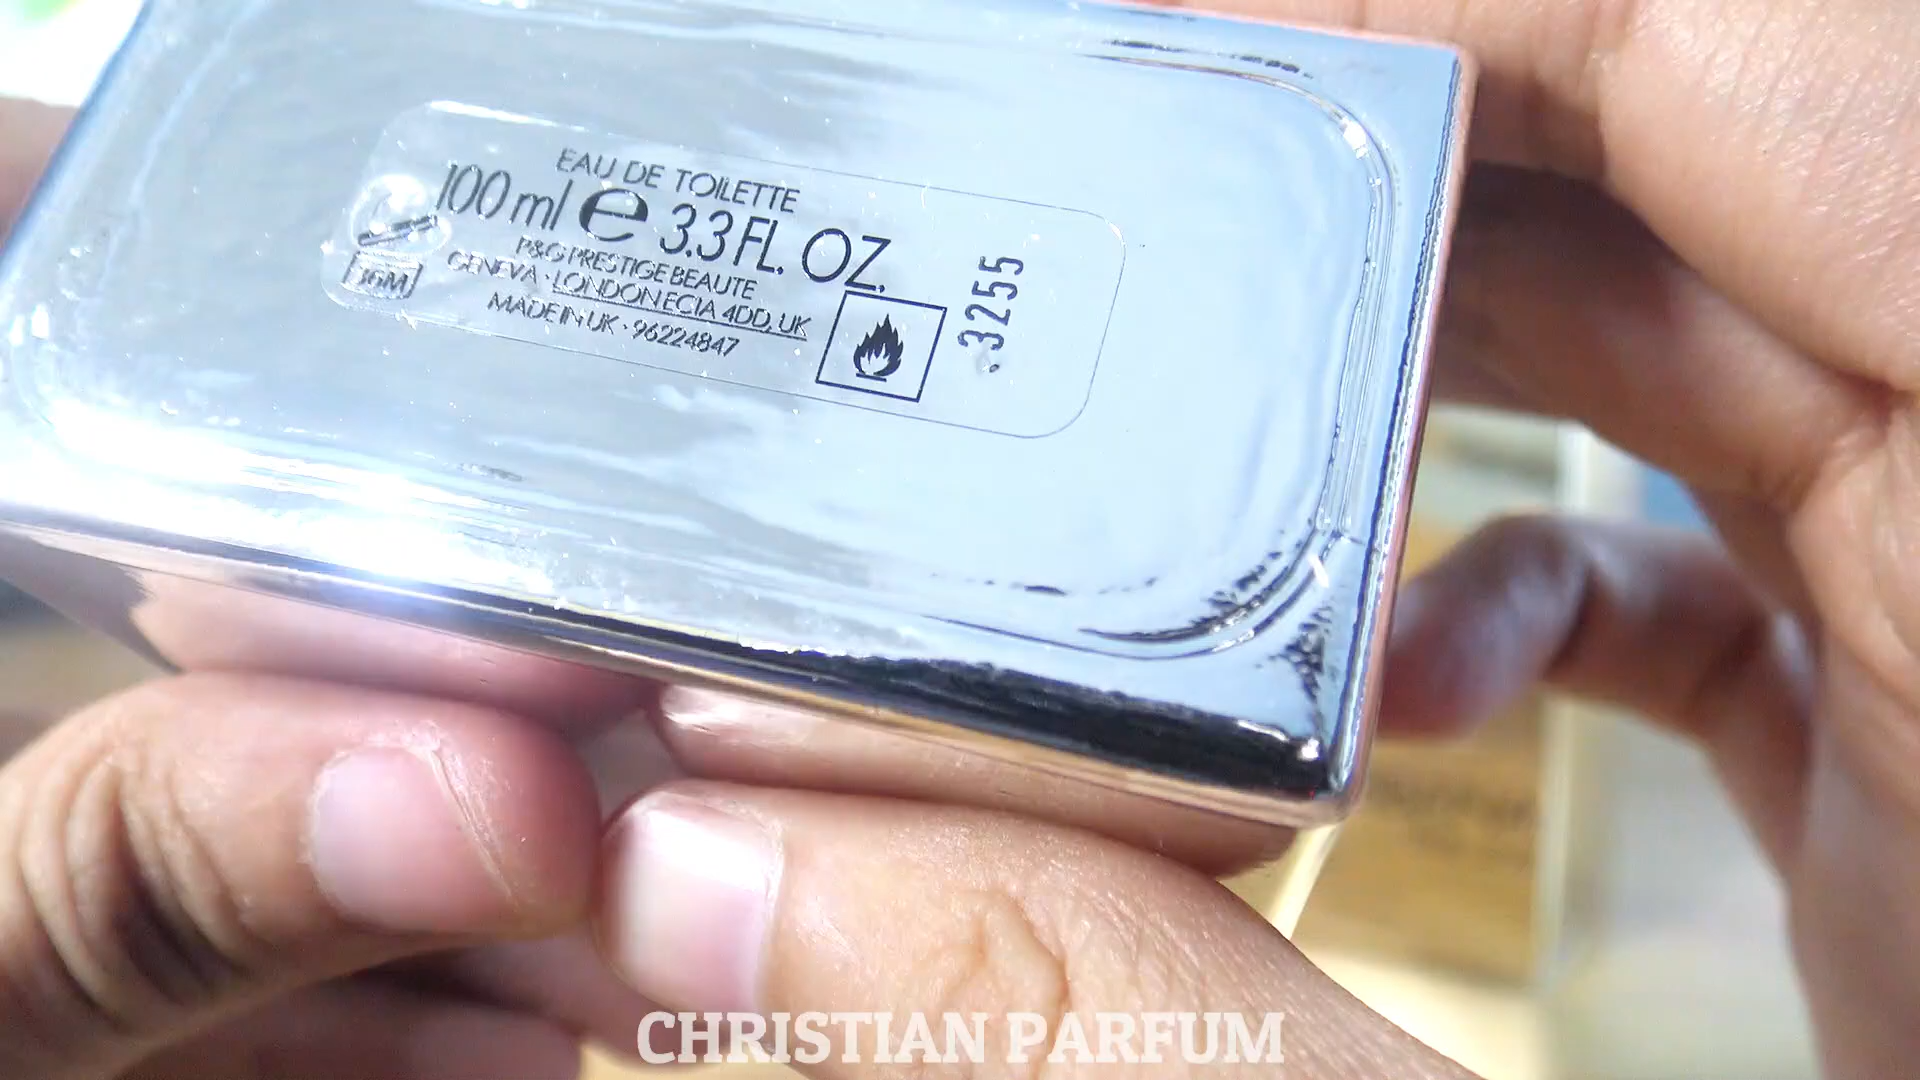 EAU DE TOILETTE
100 ml e 3.3 FL. OZ.
P&G PRESTIGE BEAUTE
GENEVA · LONDON EC1A 4DD, UK
MADE IN UK · 96224847
36M
.3255
CHRISTIAN PARFUM